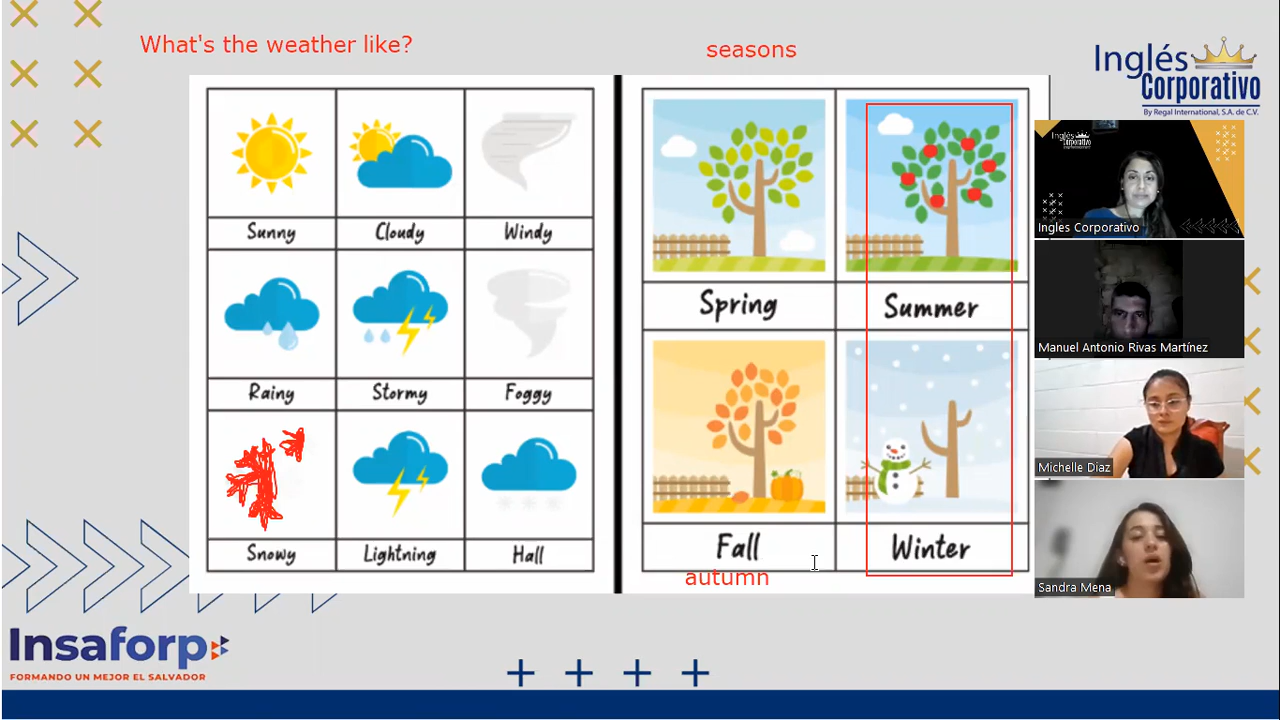 What's the weather like?
seasons
Inglés
Corporativo
By Regal International, S.A. de C.V.
Sunny
Cloudy
Windy
Rainy
Stormy
Foggy
Snowy
Lightning
Hall
Spring
Summer
Fall
Winter
autumn
Inglés
Corporativo
Ingles Corporativo
Manuel Antonio Rivas Martínez
Michelle Diaz
Sandra Mena
Insaforp
FORMANDO UN MEJOR EL SALVADOR